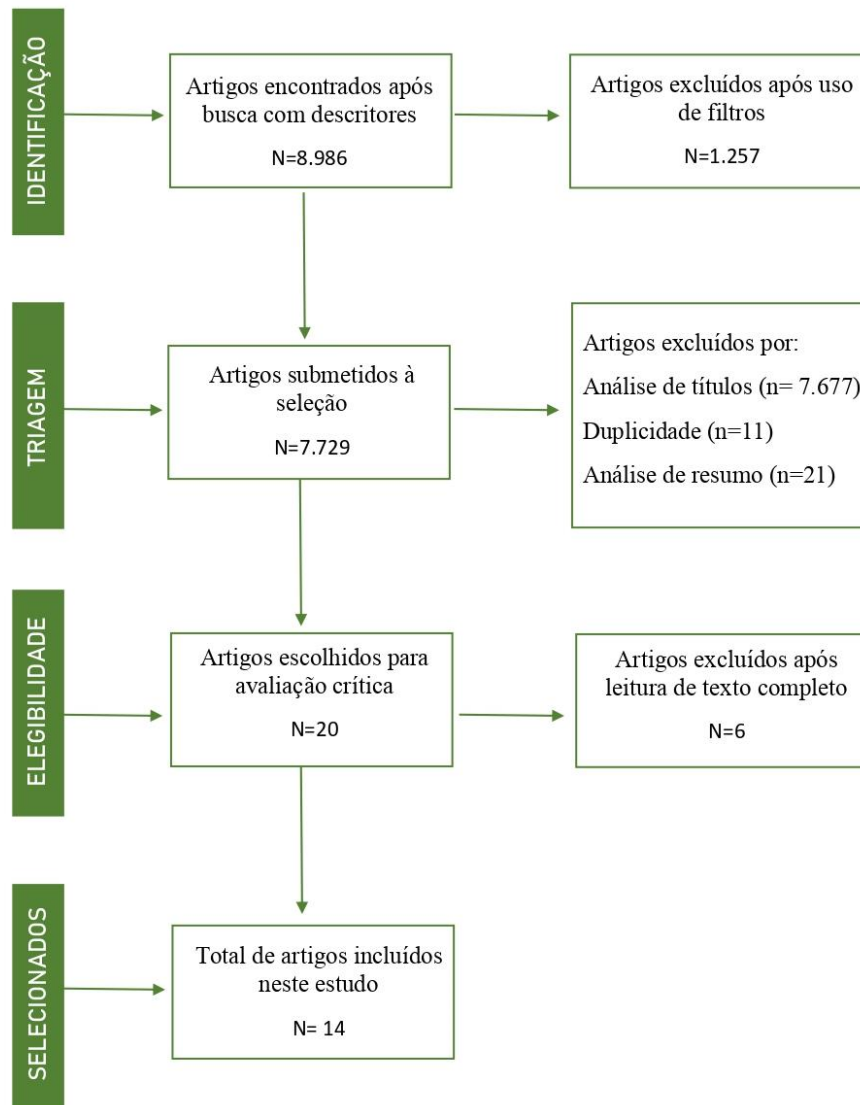 IDENTIFICAÇÃO
Artigos encontrados após
busca com descritores
N=8.986
Artigos excluídos após uso
de filtros
N=1.257
TRIAGEM
Artigos submetidos à
seleção
N=7.729
Artigos excluídos por:
Análise de títulos (n= 7.677)
Duplicidade (n=11)
Análise de resumo (n=21)
ELEGIBILIDADE
Artigos escolhidos para
avaliação crítica
N=20
Artigos excluídos após
leitura de texto completo
N=6
SELECIONADOS
Total de artigos incluídos
neste estudo
N= 14